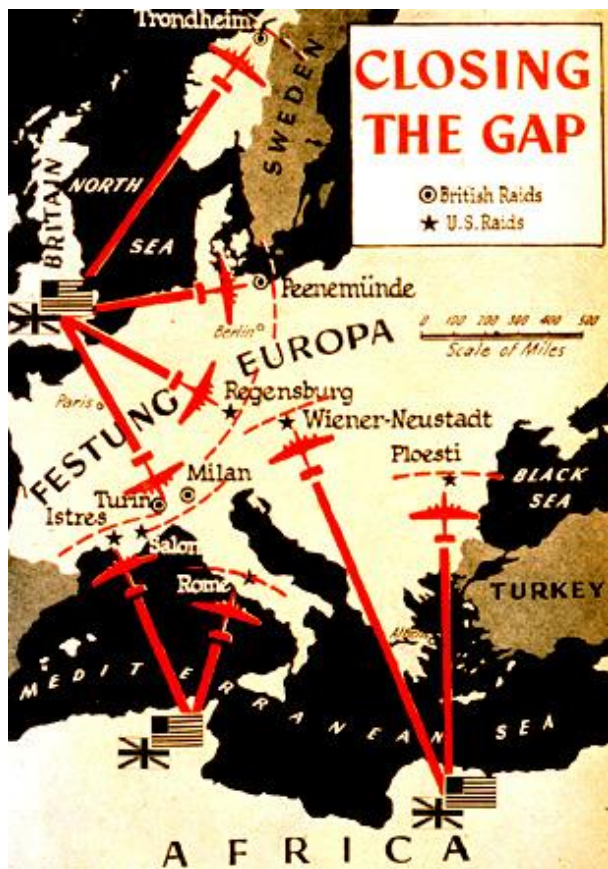 Trondheim
CLOSING
THE GAP
British Raids
U.S. Raids
SWEDEN
NORTH
SEA
BRITAIN
Peenemünde
Berlin
0 100 200 300 400 500
Scale of Miles
FESTUNG EUROPA
Paris
Regensburg
Wiener-Neustadt
Ploesti
BLACK
SEA
Milan
Turin
Istres
Salon
Rome
TURKEY
MEDITERRANEAN SEA
AFRICA